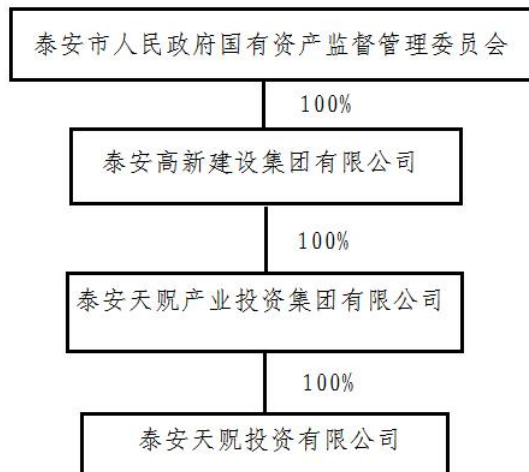 泰安市人民政府国有资产监督管理委员会
100%
泰安高新建设集团有限公司
100%
泰安天贶产业投资集团有限公司
100%
泰安天贶投资有限公司